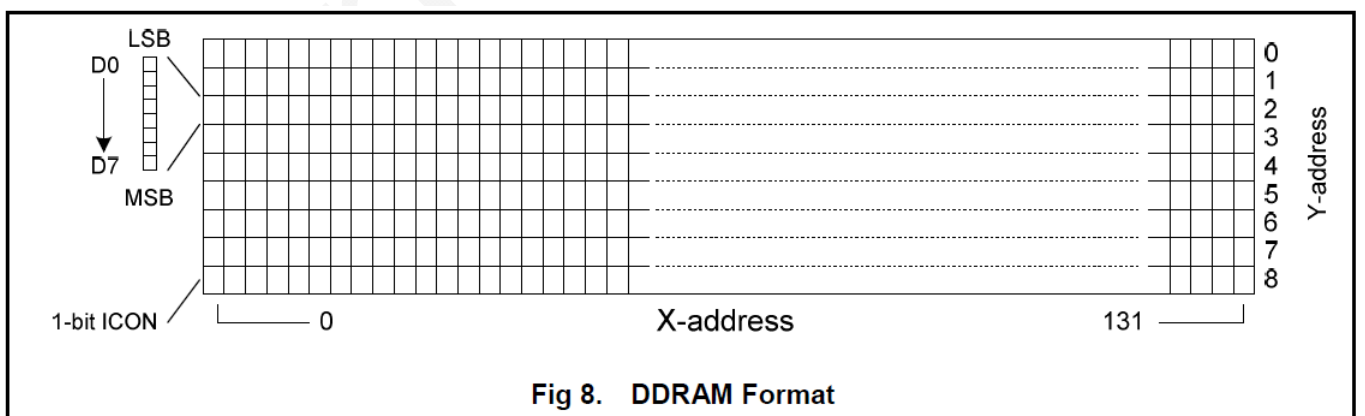 LSB
D0
D7
MSB
1-bit ICON
0
1
2
3
4
5
6
7
8
Y-address
0
X-address
131
Fig 8. DDRAM Format